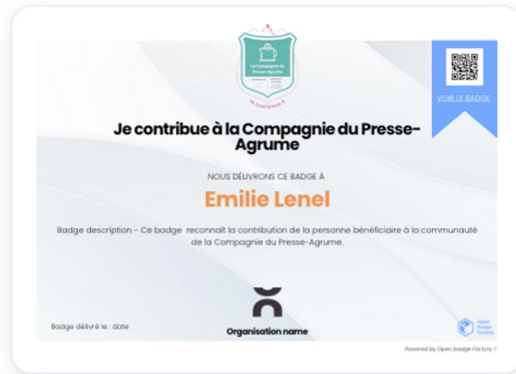 La Compagnie du
Presse-Agrume
JE CONTRIBUE À
VOIR LE BADGE
Je contribue à la Compagnie du Presse-
Agrume
NOUS DÉLIVRONS CE BADGE À
Emilie Lenel
Badge description - Ce badge reconnaît la contribution de la personne bénéficiaire à la communauté
de la Compagnie du Presse-Agrume.
Badge délivré le : date
Organisation name
Open
Badge
Factory
Powered by Open badge Factory